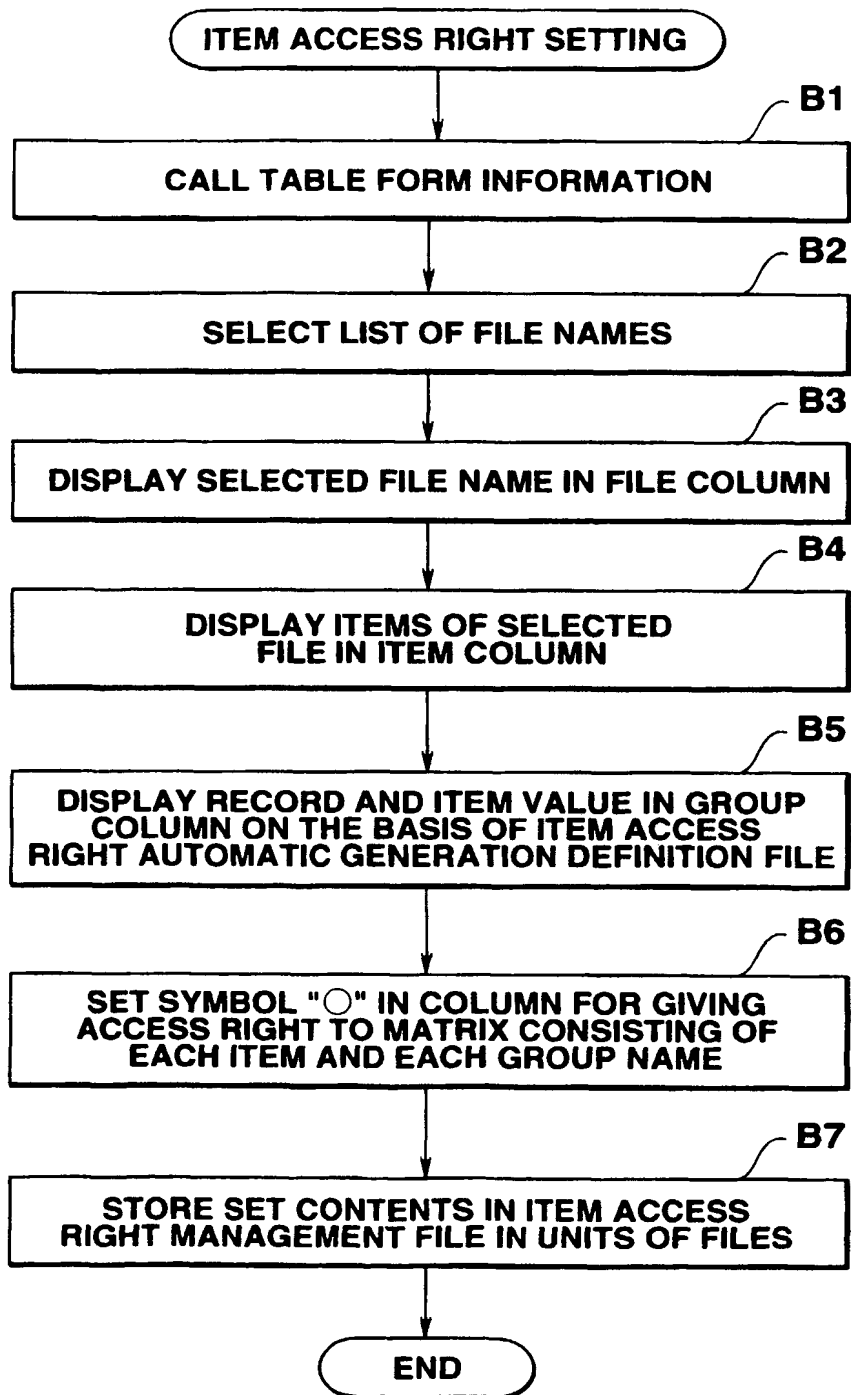 ITEM ACCESS RIGHT SETTING
B1
CALL TABLE FORM INFORMATION
B2
SELECT LIST OF FILE NAMES
B3
DISPLAY SELECTED FILE NAME IN FILE COLUMN
B4
DISPLAY ITEMS OF SELECTED
FILE IN ITEM COLUMN
B5
DISPLAY RECORD AND ITEM VALUE IN GROUP
COLUMN ON THE BASIS OF ITEM ACCESS
RIGHT AUTOMATIC GENERATION DEFINITION FILE
B6
SET SYMBOL "○" IN COLUMN FOR GIVING
ACCESS RIGHT TO MATRIX CONSISTING OF
EACH ITEM AND EACH GROUP NAME
B7
STORE SET CONTENTS IN ITEM ACCESS
RIGHT MANAGEMENT FILE IN UNITS OF FILES
END